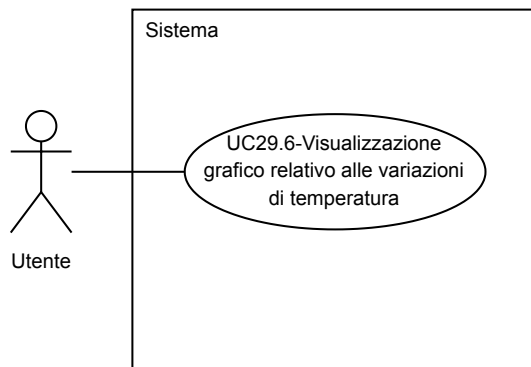 Sistema
UC29.6-Visualizzazione
grafico relativo alle variazioni
di temperatura
Utente